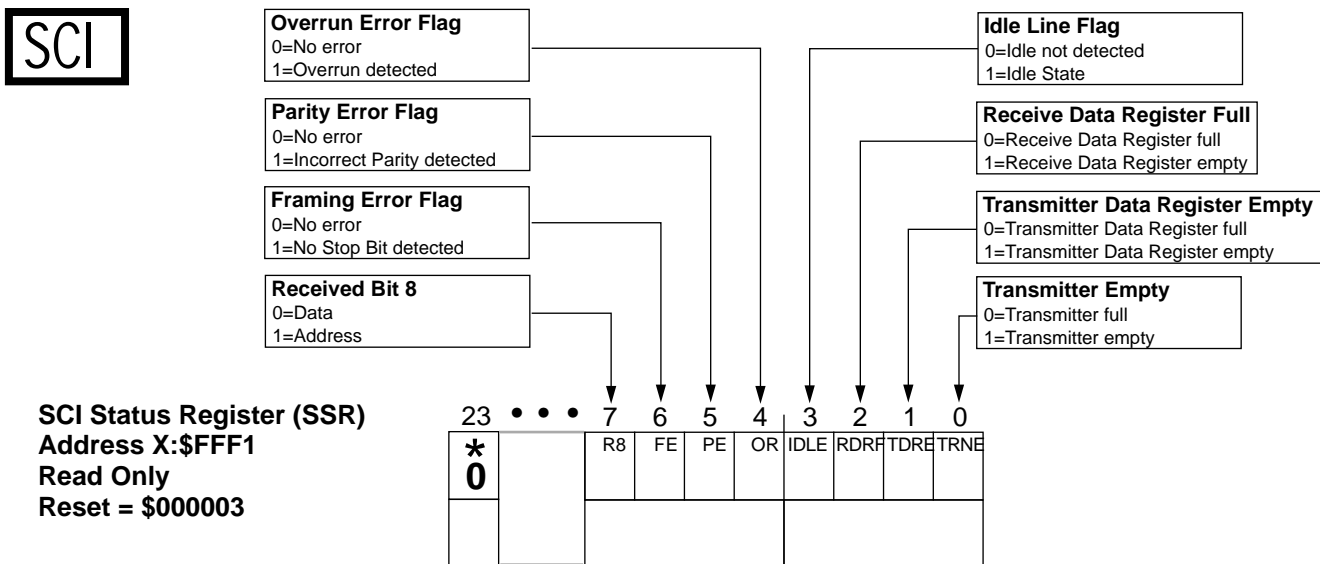 SCI
Overrun Error Flag
0=No error
1=Overrun detected
Parity Error Flag
0=No error
1=Incorrect Parity detected
Framing Error Flag
0=No error
1=No Stop Bit detected
Received Bit 8
0=Data
1=Address
Idle Line Flag
0=Idle not detected
1=Idle State
Receive Data Register Full
0=Receive Data Register full
1=Receive Data Register empty
Transmitter Data Register Empty
0=Transmitter Data Register full
1=Transmitter Data Register empty
Transmitter Empty
0=Transmitter full
1=Transmitter empty
SCI Status Register (SSR)
Address X:$FFF1
Read Only
Reset = $000003
23 • • • 7 6 5 4 3 2 1 0
* R8 FE PE OR IDLE RDRF TDRE TRNE
0